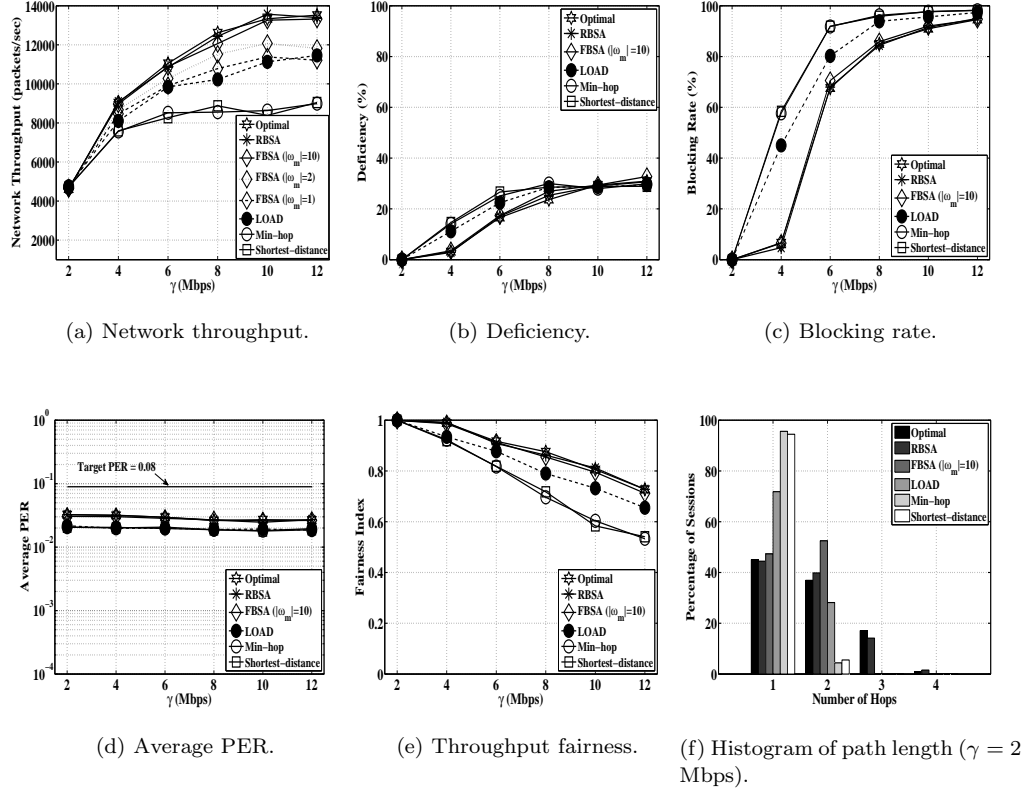 14000
12000
10000
8000
6000
4000
2000
Network Throughput (packets/sec)
2 4 6 8 10 12
γ (Mbps)
Optimal
RBSA
FBSA (|ω_m|=10)
FBSA (|ω_m|=2)
FBSA (|ω_m|=1)
LOAD
Min-hop
Shortest-distance
(a) Network throughput.
100
80
60
40
20
0
Deficiency (%)
2 4 6 8 10 12
γ (Mbps)
Optimal
RBSA
FBSA (|ω_m|=10)
LOAD
Min-hop
Shortest-distance
(b) Deficiency.
100
80
60
40
20
0
Blocking Rate (%)
2 4 6 8 10 12
γ (Mbps)
Optimal
RBSA
FBSA (|ω_m|=10)
LOAD
Min-hop
Shortest-distance
(c) Blocking rate.
10^0
10^-1
10^-2
10^-3
10^-4
Average PER
Target PER = 0.08
2 4 6 8 10 12
γ (Mbps)
Optimal
RBSA
FBSA (|ω_m|=10)
LOAD
Min-hop
Shortest-distance
(d) Average PER.
1
0.8
0.6
0.4
0.2
0
Fairness Index
2 4 6 8 10 12
γ (Mbps)
Optimal
RBSA
FBSA (|ω_m|=10)
LOAD
Min-hop
Shortest-distance
(e) Throughput fairness.
100
80
60
40
20
0
Percentage of Sessions
1 2 3 4
Number of Hops
Optimal
RBSA
FBSA (|ω_m|=10)
LOAD
Min-hop
Shortest-distance
(f) Histogram of path length (γ = 2
Mbps).